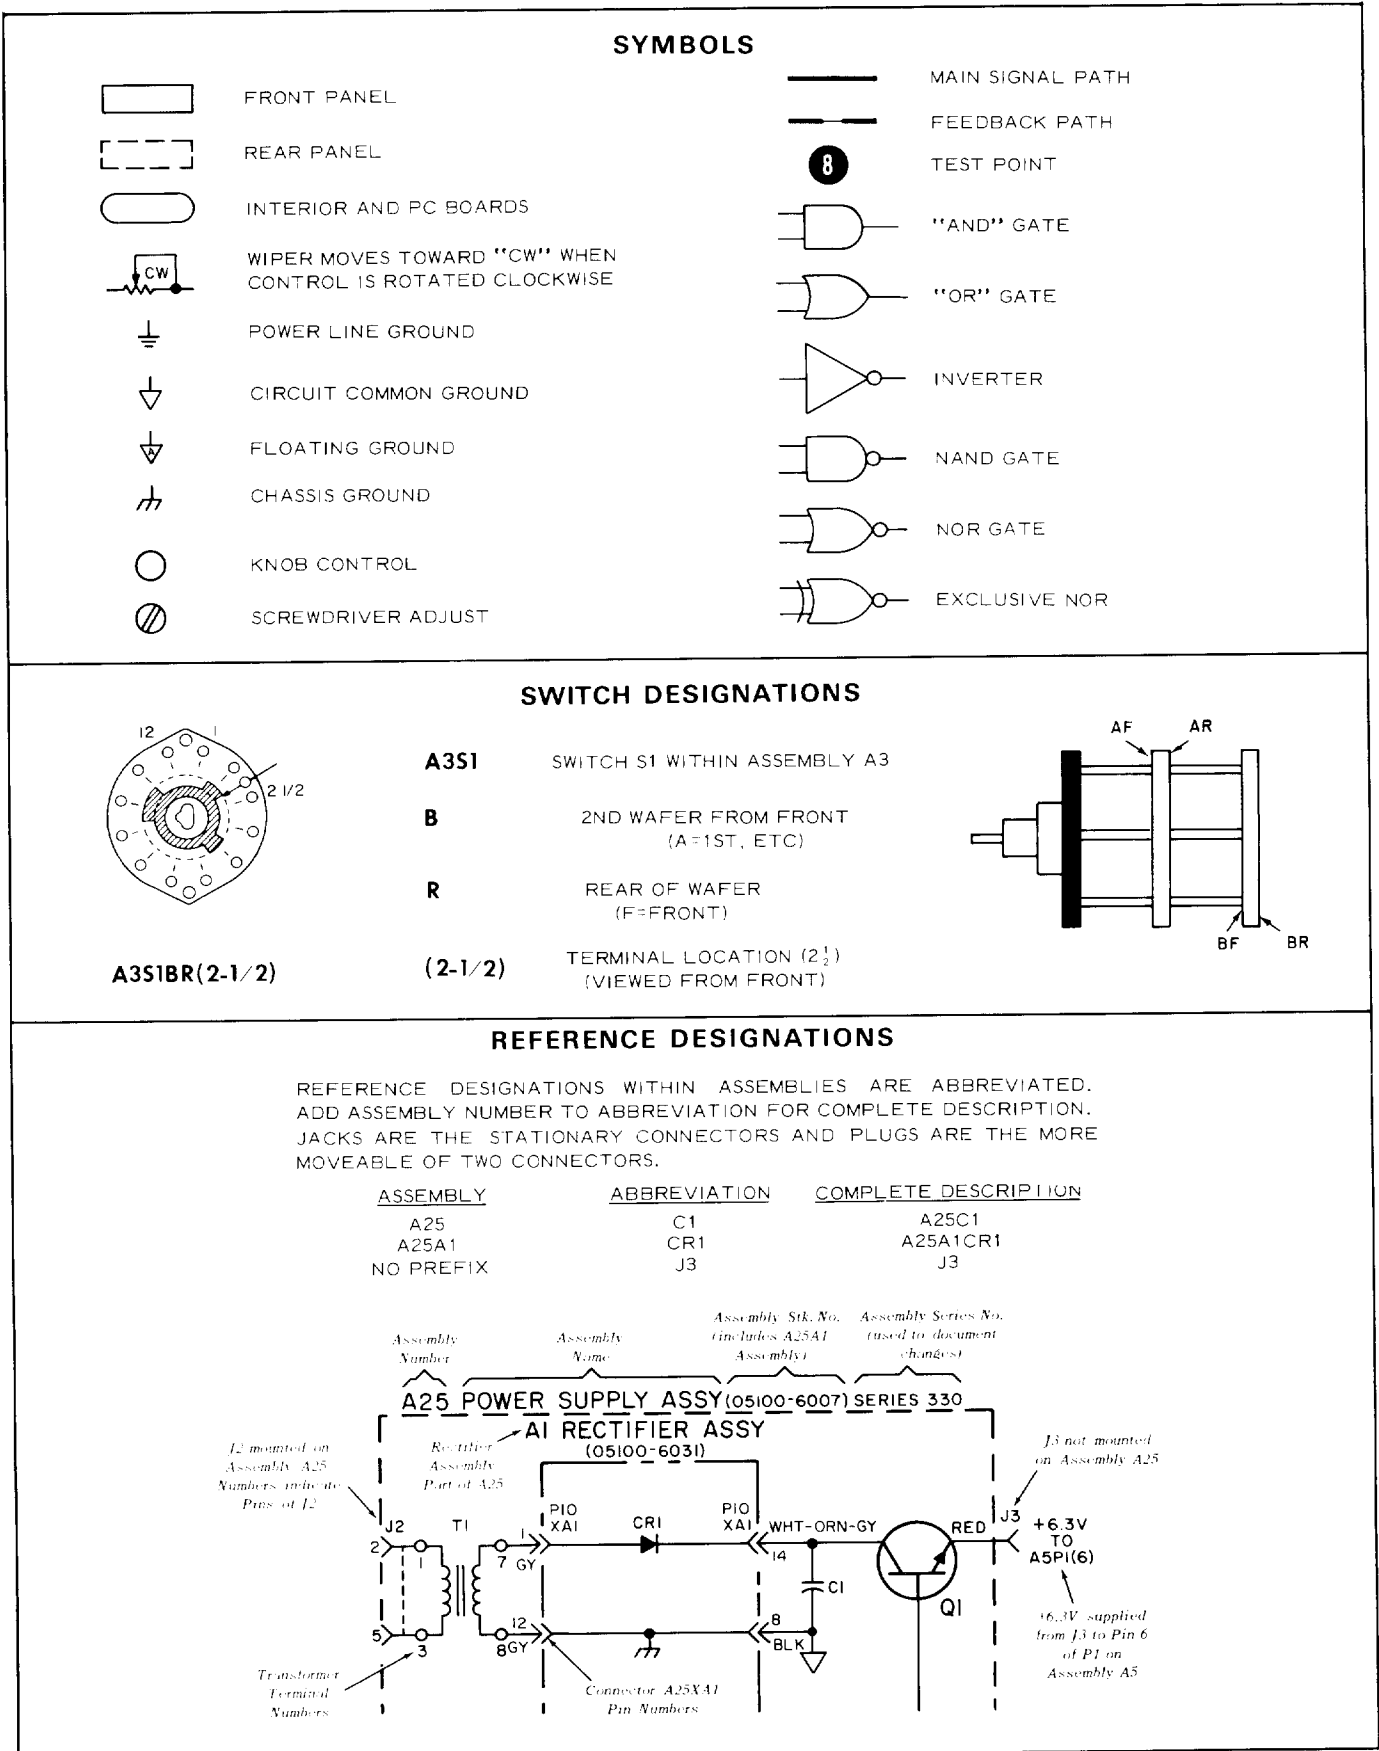 SYMBOLS
FRONT PANEL
REAR PANEL
INTERIOR AND PC BOARDS
CW
WIPER MOVES TOWARD "CW" WHEN
CONTROL IS ROTATED CLOCKWISE
POWER LINE GROUND
CIRCUIT COMMON GROUND
A
FLOATING GROUND
CHASSIS GROUND
KNOB CONTROL
SCREWDRIVER ADJUST
MAIN SIGNAL PATH
FEEDBACK PATH
8
TEST POINT
"AND" GATE
"OR" GATE
INVERTER
NAND GATE
NOR GATE
EXCLUSIVE NOR
SWITCH DESIGNATIONS
12
1
2 1/2
A3S1BR(2-1/2)
A3S1
SWITCH S1 WITHIN ASSEMBLY A3
B
2ND WAFER FROM FRONT
(A=1ST, ETC)
R
REAR OF WAFER
(F=FRONT)
(2-1/2)
TERMINAL LOCATION (2½)
(VIEWED FROM FRONT)
AF
AR
BF
BR
REFERENCE DESIGNATIONS
REFERENCE DESIGNATIONS WITHIN ASSEMBLIES ARE ABBREVIATED.
ADD ASSEMBLY NUMBER TO ABBREVIATION FOR COMPLETE DESCRIPTION.
JACKS ARE THE STATIONARY CONNECTORS AND PLUGS ARE THE MORE
MOVEABLE OF TWO CONNECTORS.
ASSEMBLY ABBREVIATION COMPLETE DESCRIPTION
A25 C1 A25C1
A25A1 CR1 A25A1CR1
NO PREFIX J3 J3
Assembly
Number
Assembly
Name
Assembly Stk. No.
(includes A25A1
Assembly)
Assembly Series No.
(used to document
changes)
A25 POWER SUPPLY ASSY (05100-6007) SERIES 330
A1 RECTIFIER ASSY
(05100-6031)
J2 mounted on
Assembly A25
Numbers indicate
Pins of J2
Rectifier
Assembly
Part of A25
J3 not mounted
on Assembly A25
J2
T1
P1O
XA1
CR1
P1O
XA1
WHT-ORN-GY
RED
J3
+6.3V
TO
A5P1(6)
2
1
7
1
GY
14
C1
Q1
5
3
8
12
GY
8
BLK
+6.3V supplied
from J3 to Pin 6
of P1 on
Assembly A5
Transformer
Terminal
Numbers
Connector A25XA1
Pin Numbers